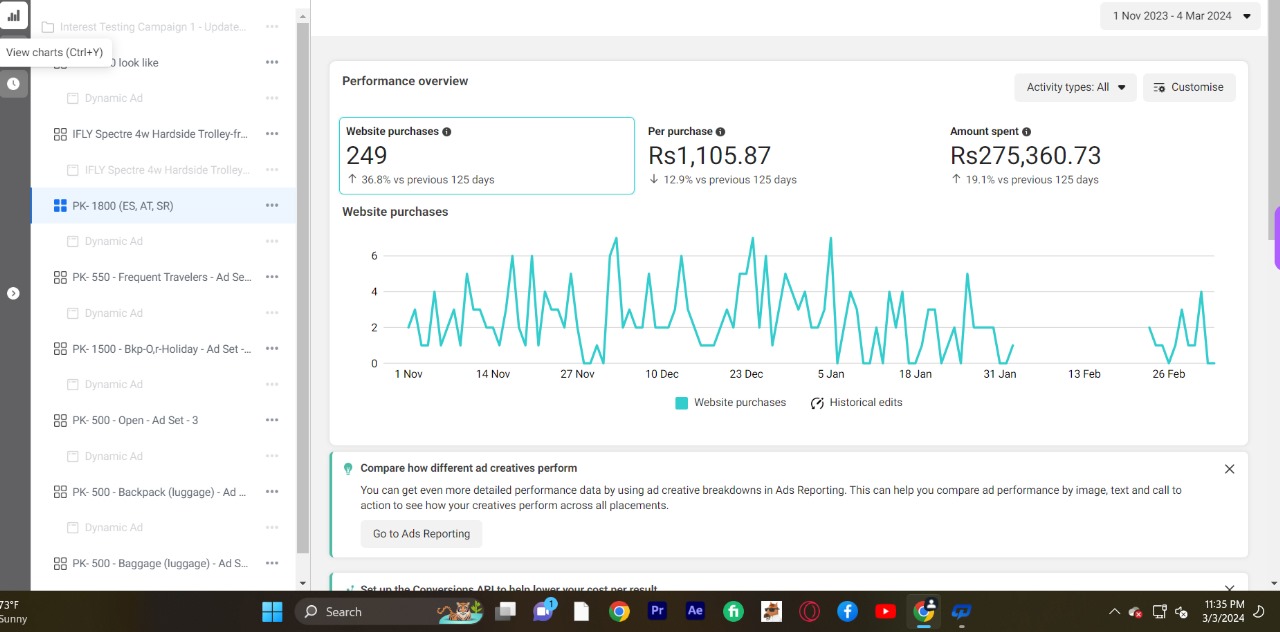 Interest Testing Campaign 1 - Update...
View charts (Ctrl+Y)
0 look like
Dynamic Ad
IFLY Spectre 4w Hardside Trolley-fr...
IFLY Spectre 4w Hardside Trolley...
PK- 1800 (ES, AT, SR)
Dynamic Ad
PK- 550 - Frequent Travelers - Ad Se...
Dynamic Ad
PK- 1500 - Bkp-O,r-Holiday - Ad Set -...
Dynamic Ad
PK- 500 - Open - Ad Set - 3
Dynamic Ad
PK- 500 - Backpack (luggage) - Ad ...
Dynamic Ad
PK- 500 - Baggage (luggage) - Ad S...
1 Nov 2023 - 4 Mar 2024
Performance overview
Activity types: All
Customise
Website purchases
249
36.8% vs previous 125 days
Per purchase
Rs1,105.87
12.9% vs previous 125 days
Amount spent
Rs275,360.73
19.1% vs previous 125 days
Website purchases
6
4
2
0
1 Nov 14 Nov 27 Nov 10 Dec 23 Dec 5 Jan 18 Jan 31 Jan 13 Feb 26 Feb
Website purchases Historical edits
Compare how different ad creatives perform
You can get even more detailed performance data by using ad creative breakdowns in Ads Reporting. This can help you compare ad performance by image, text and call to
action to see how your creatives perform across all placements.
Go to Ads Reporting
Set up the Conversions API to help lower your cost per result
73°F
Sunny
Search
1
Pr
Ae
fi
11:35 PM
3/3/2024